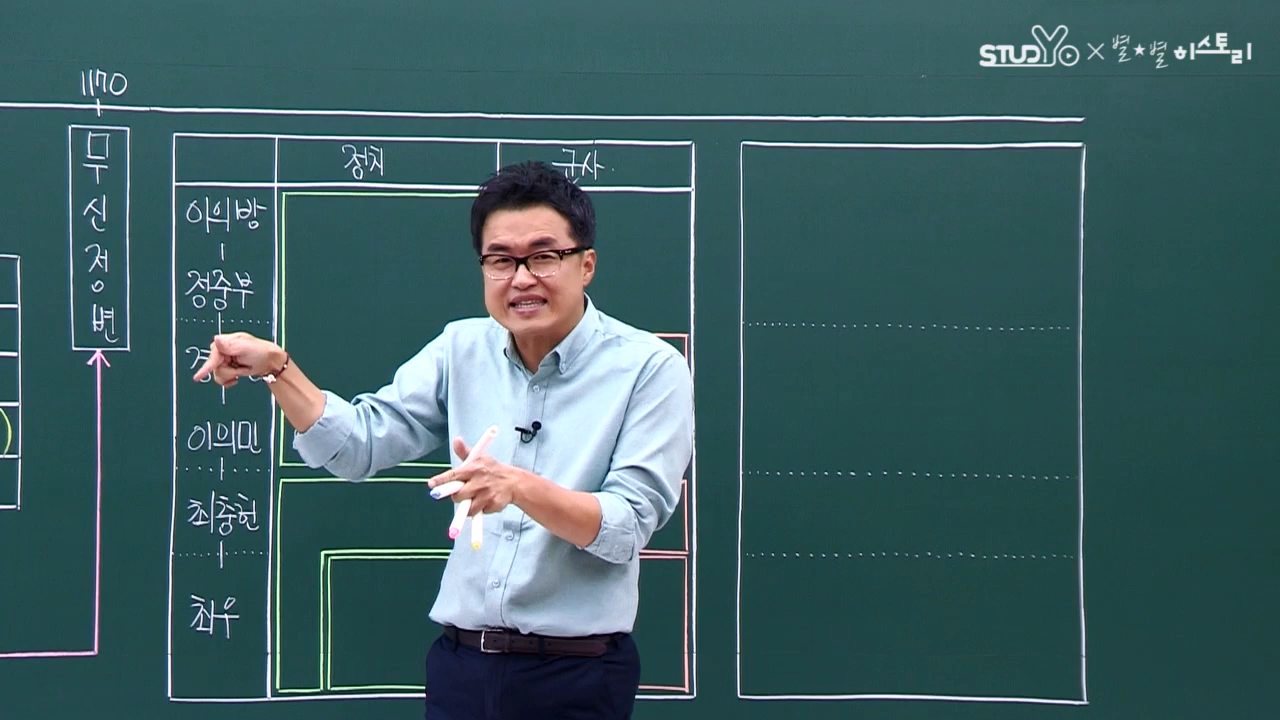 STUDYO × 별★별 히스토리
1170
무신정변
정치 군사
이의방
정중부
경
이의민
최충헌
최우